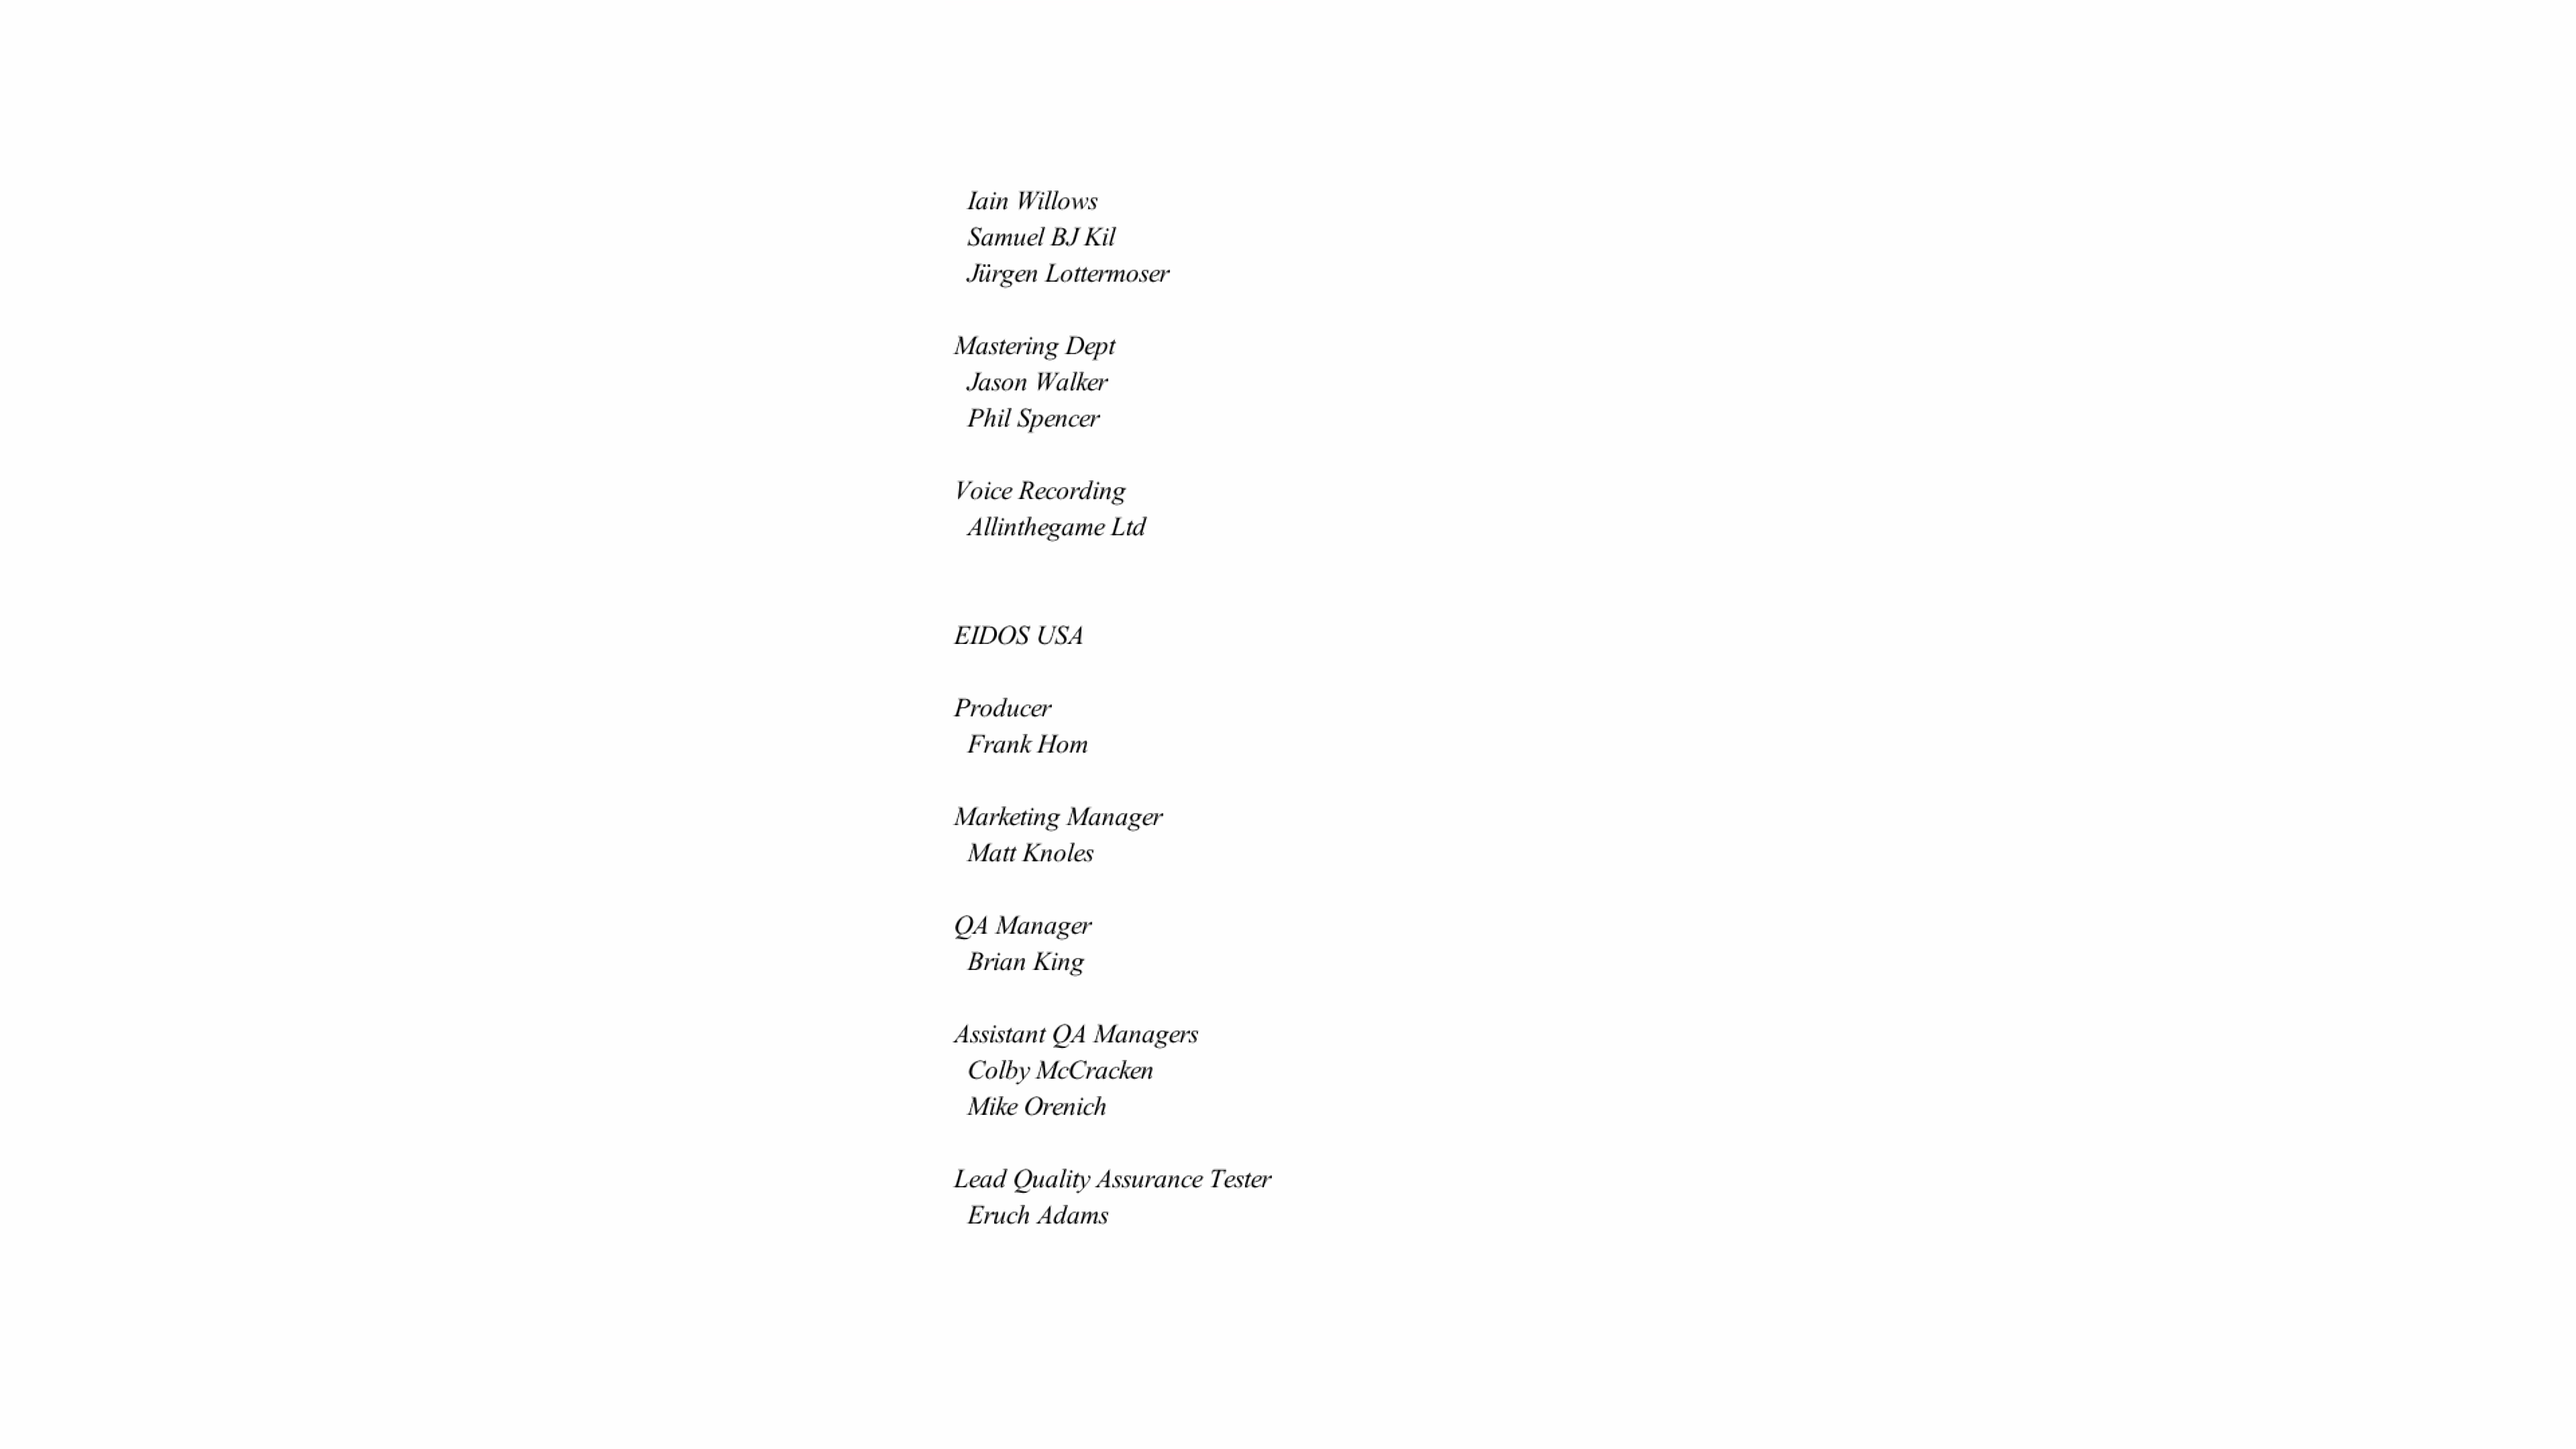 Iain Willows
Samuel BJ Kil
Jürgen Lottermoser
Mastering Dept
Jason Walker
Phil Spencer
Voice Recording
Allinthegame Ltd
EIDOS USA
Producer
Frank Hom
Marketing Manager
Matt Knoles
QA Manager
Brian King
Assistant QA Managers
Colby McCracken
Mike Orenich
Lead Quality Assurance Tester
Eruch Adams